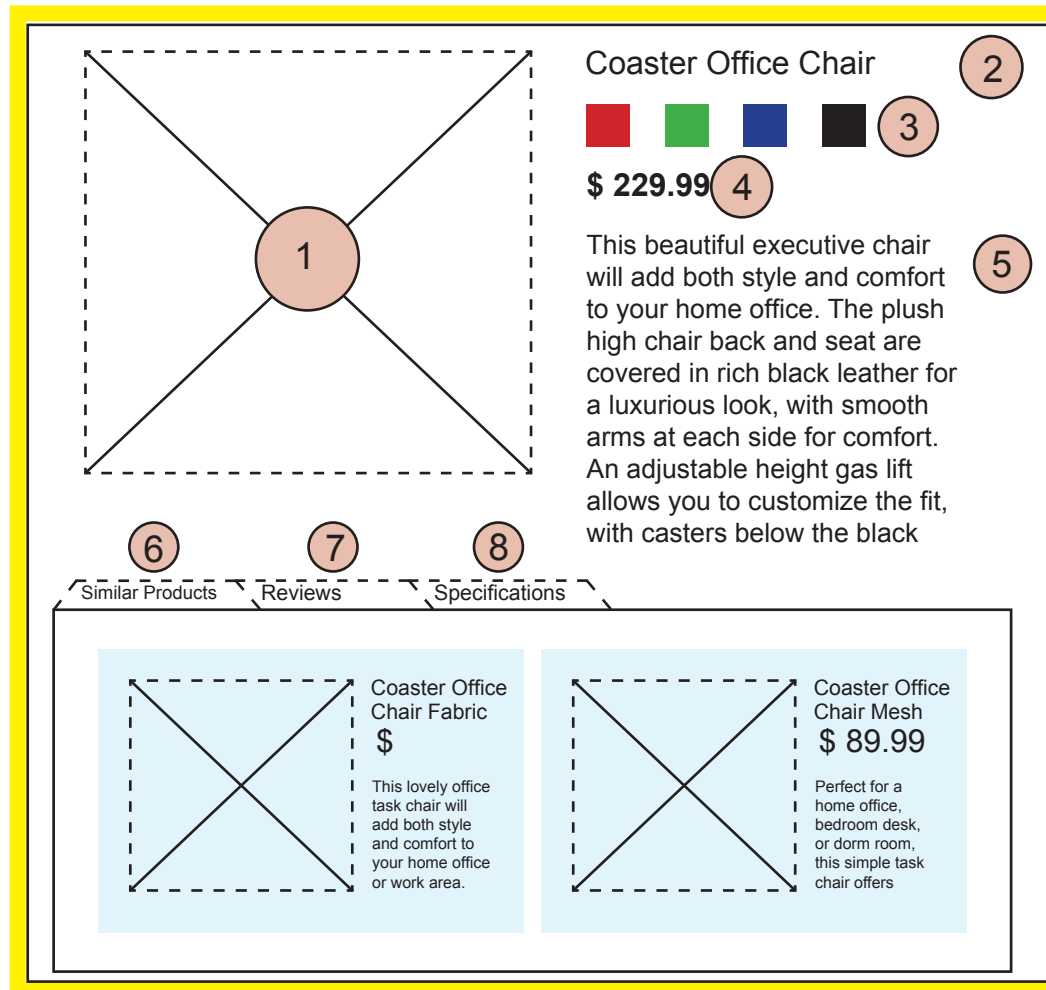 1
Coaster Office Chair
2
3
$ 229.99
4
This beautiful executive chair
will add both style and comfort
to your home office. The plush
high chair back and seat are
covered in rich black leather for
a luxurious look, with smooth
arms at each side for comfort.
An adjustable height gas lift
allows you to customize the fit,
with casters below the black
5
6
7
8
Similar Products
Reviews
Specifications
Coaster Office
Chair Fabric
$
This lovely office
task chair will
add both style
and comfort to
your home office
or work area.
Coaster Office
Chair Mesh
$ 89.99
Perfect for a
home office,
bedroom desk,
or dorm room,
this simple task
chair offers